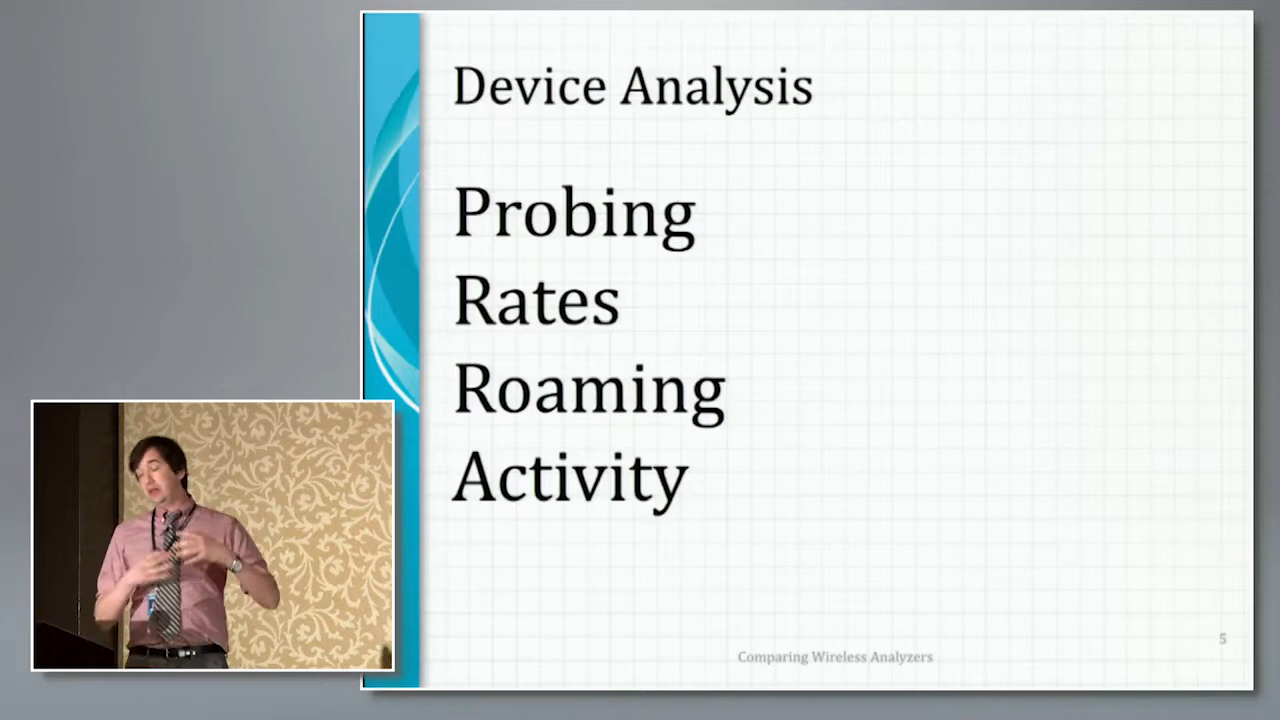 Device Analysis
Probing
Rates
Roaming
Activity
5
Comparing Wireless Analyzers